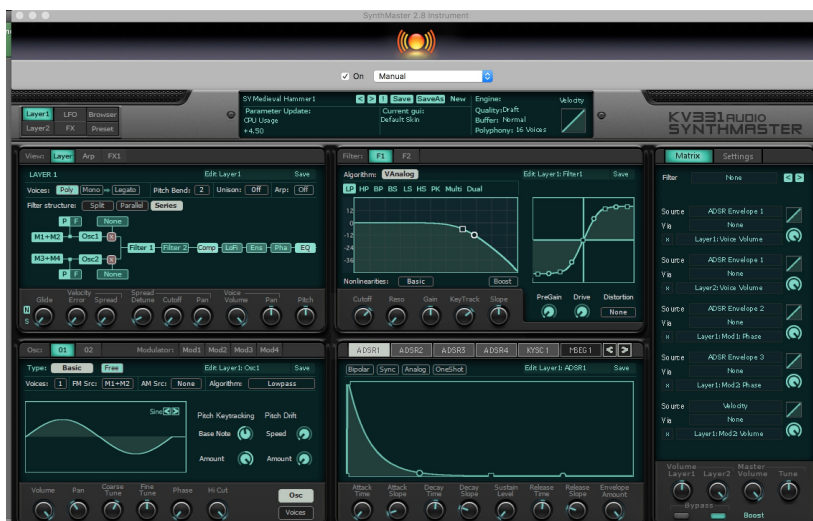 SynthMaster 2.8 Instrument
On Manual
Layer1 LFO Browser
Layer2 FX Preset
SY Medieval Hammer1 < > ! Save SaveAs New Engine: Velocity
Parameter Update: Current gui: Quality: Draft
CPU Usage Default Skin Buffer: Normal
+4.50 Polyphony: 16 Voices
KV331 AUDIO
SYNTHMASTER
View: Layer Arp FX1
LAYER 1 Edit Layer1 Save
Voices: Poly Mono Legato Pitch Bend: 2 Unison: Off Arp: Off
Filter structure: Split Parallel Series
P F None
M1+M2 Osc1 x Filter 1 Filter 2 Comp LoFi Ens Pha EQ
M3+M4 Osc2 x
P F None
Velocity Spread Voice
Glide Error Spread Detune Cutoff Pan Volume Pan Pitch
N
S
Filter: F1 F2
Algorithm: VAnalog Edit Layer1: Filter1 Save
LP HP BP BS LS HS PK Multi Dual
12
0
-12
-24
-36
Nonlinearities: Basic Boost
Cutoff Reso Gain KeyTrack Slope
PreGain Drive Distortion
None
Matrix Settings
Filter None < >
Source ADSR Envelope 1
Via None
x Layer1: Voice Volume
Source ADSR Envelope 1
Via None
x Layer2: Voice Volume
Source ADSR Envelope 2
Via None
x Layer1: Mod1: Phase
Source ADSR Envelope 3
Via None
x Layer1: Mod2: Phase
Source Velocity
Via None
x Layer1: Mod2: Volume
Volume Master
Layer1 Layer2 Volume Tune
Bypass
Boost
Osc: O1 O2 Modulator: Mod1 Mod2 Mod3 Mod4
Type: Basic Free Edit Layer1: Osc1 Save
Voices: 1 FM Src: M1+M2 AM Src: None Algorithm: Lowpass
Sine < >
Pitch Keytracking Pitch Drift
Base Note Speed
Amount Amount
Volume Pan Coarse Tune Fine Tune Phase Hi Cut
Osc
Voices
ADSR1 ADSR2 ADSR3 ADSR4 KYSC 1 MBEG 1 < >
Bipolar Sync Analog OneShot Edit Layer1: ADSR1 Save
Attack Attack Decay Decay Sustain Release Release Envelope
Time Slope Time Slope Level Time Slope Amount